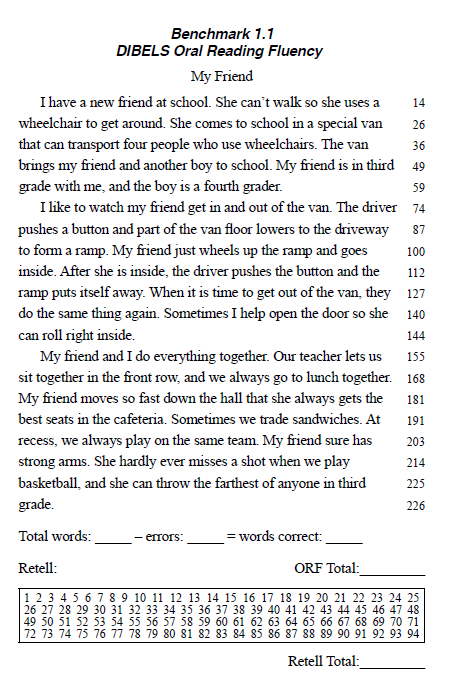 Benchmark 1.1
DIBELS Oral Reading Fluency
My Friend
I have a new friend at school. She can't walk so she uses a 14
wheelchair to get around. She comes to school in a special van 26
that can transport four people who use wheelchairs. The van 36
brings my friend and another boy to school. My friend is in third 49
grade with me, and the boy is a fourth grader. 59
I like to watch my friend get in and out of the van. The driver 74
pushes a button and part of the van floor lowers to the driveway 87
to form a ramp. My friend just wheels up the ramp and goes 100
inside. After she is inside, the driver pushes the button and the 112
ramp puts itself away. When it is time to get out of the van, they 127
do the same thing again. Sometimes I help open the door so she 140
can roll right inside. 144
My friend and I do everything together. Our teacher lets us 155
sit together in the front row, and we always go to lunch together. 168
My friend moves so fast down the hall that she always gets the 181
best seats in the cafeteria. Sometimes we trade sandwiches. At 191
recess, we always play on the same team. My friend sure has 203
strong arms. She hardly ever misses a shot when we play 214
basketball, and she can throw the farthest of anyone in third 225
grade. 226
Total words: _____ – errors: _____ = words correct: _____
Retell: ORF Total:_________
1 2 3 4 5 6 7 8 9 10 11 12 13 14 15 16 17 18 19 20 21 22 23 24 25
26 27 28 29 30 31 32 33 34 35 36 37 38 39 40 41 42 43 44 45 46 47 48
49 50 51 52 53 54 55 56 57 58 59 60 61 62 63 64 65 66 67 68 69 70 71
72 73 74 75 76 77 78 79 80 81 82 83 84 85 86 87 88 89 90 91 92 93 94
Retell Total:_________